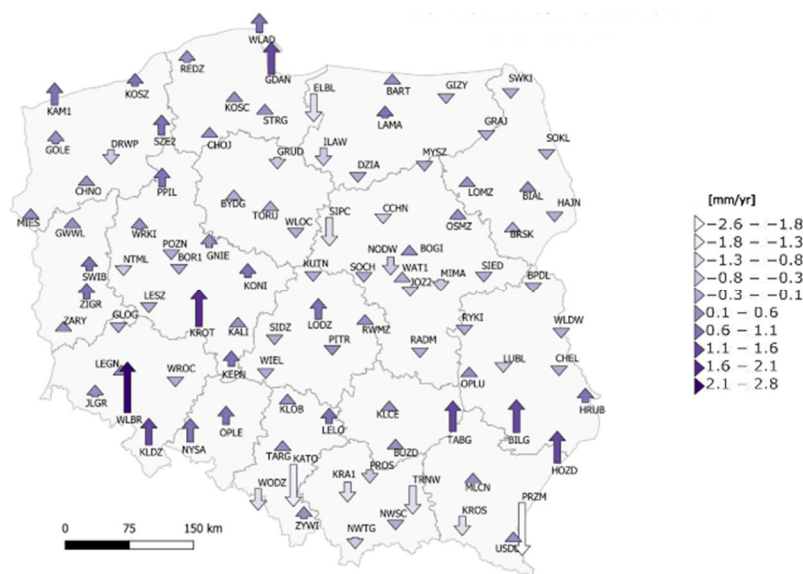 WLAD
REDZ
GDAN
KOSZ
ELBL
BART
GIZY
SWKI
KAM1
KOSC
STRG
LAMA
GRAJ
GOLE
DRWP
SZE2
CHOJ
GRUD
ILAW
DZIA
MYSZ
SOKL
CHNO
PPIL
BYDG
TORU
WLOC
SIPC
CCHN
LOMZ
BIAL
HAJN
MIES
GWWL
WRKI
POZN
GNIE
NODW
BOGI
OSMZ
BRSK
[mm/yr]
-2.6 - -1.8
-1.8 - -1.3
-1.3 - -0.8
-0.8 - -0.3
-0.3 - -0.1
0.1 - 0.6
0.6 - 1.1
1.1 - 1.6
1.6 - 2.1
2.1 - 2.8
SWIB
NTML
BOR1
KONI
KUTN
SOCH
WAT1
JOZ2
MIMA
SIED
BPDL
ZIGR
LESZ
ZARY
GLOG
KROT
KALI
SIDZ
LODZ
PITR
RWMZ
RADM
RYKI
WLDW
LEGN
WROC
KEPN
WIEL
OPLU
LUBL
CHEL
JLGR
WLBR
KLDZ
NYSA
OPLE
KLOB
LELO
KLCE
TABG
BILG
HRUB
HOZD
TARG
KATO
BUZD
WODZ
KRA1
PROS
TRNW
MLCN
PRZM
ZYWI
NWTG
NWSC
KROS
USDL
0 75 150 km